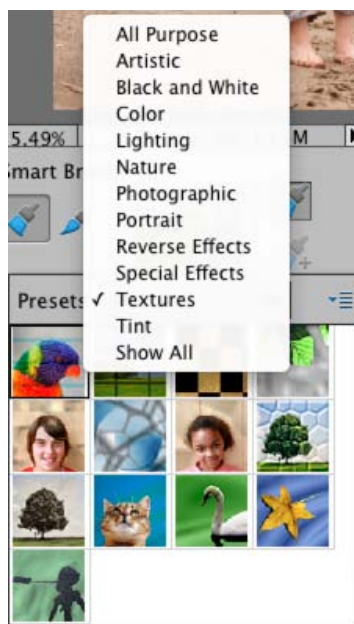 All Purpose
Artistic
Black and White
Color
5.49%
Lighting
M
Nature
Photographic
Portrait
Reverse Effects
Special Effects
Presets ✓ Textures
Tint
Show All